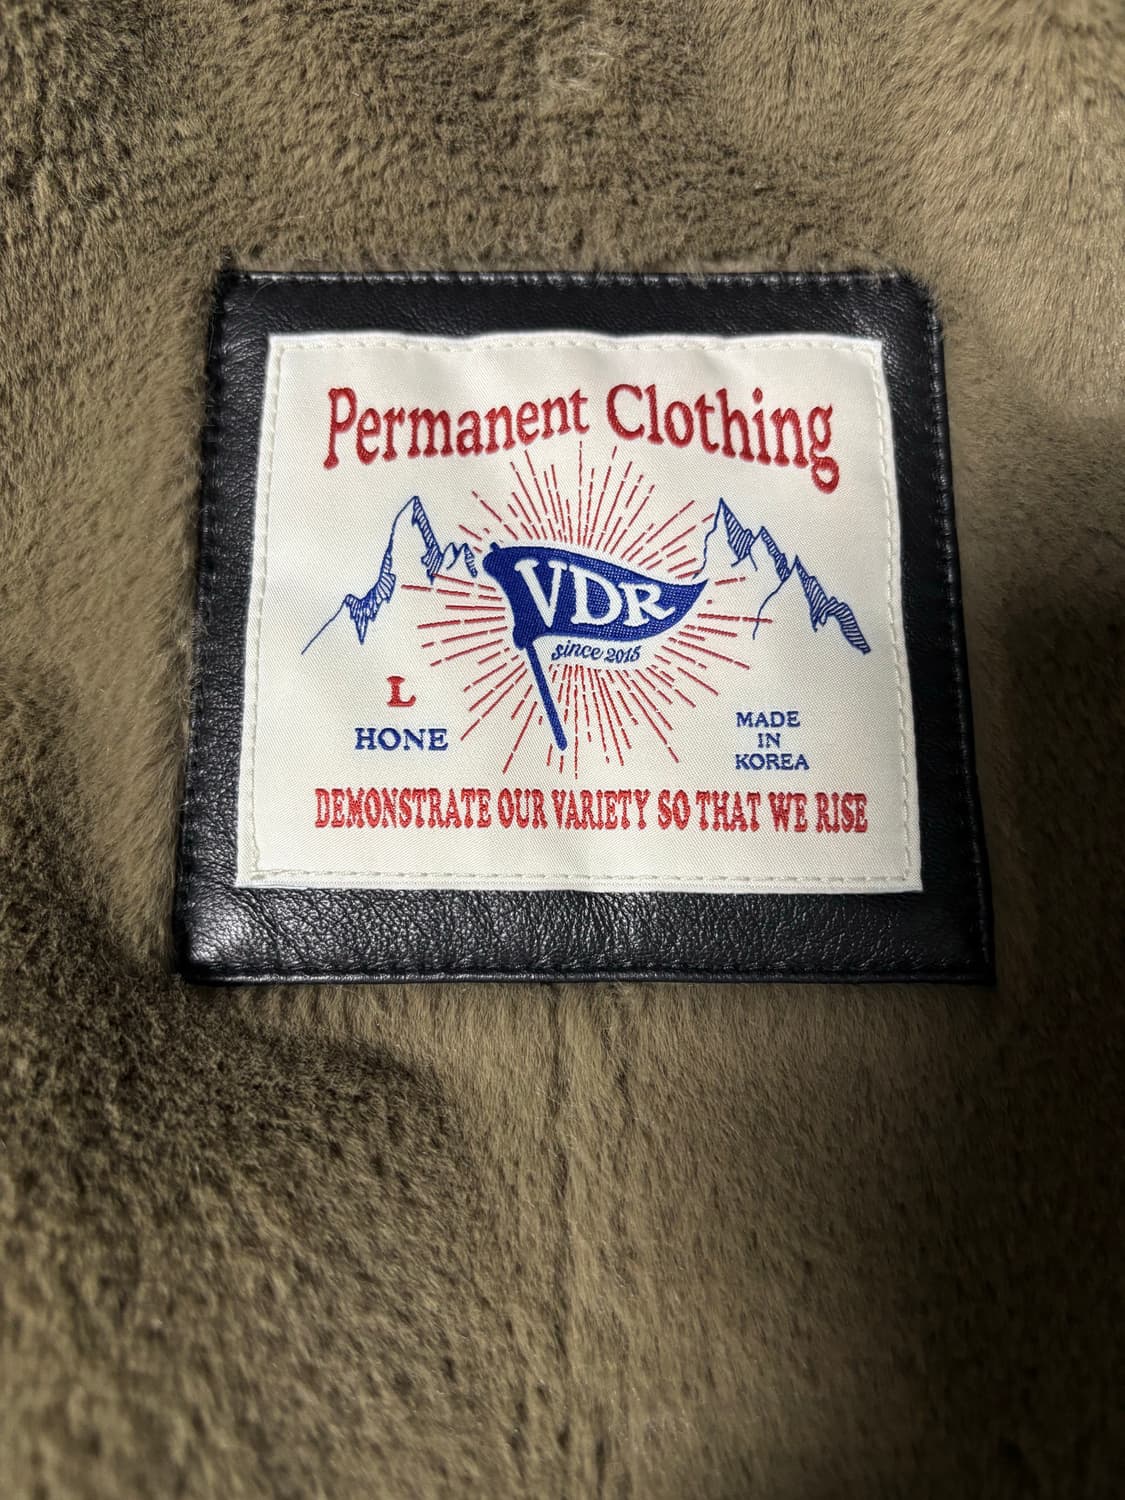 Permanent Clothing
VDR
since 2015
L
HONE
MADE
IN
KOREA
DEMONSTRATE OUR VARIETY SO THAT WE RISE